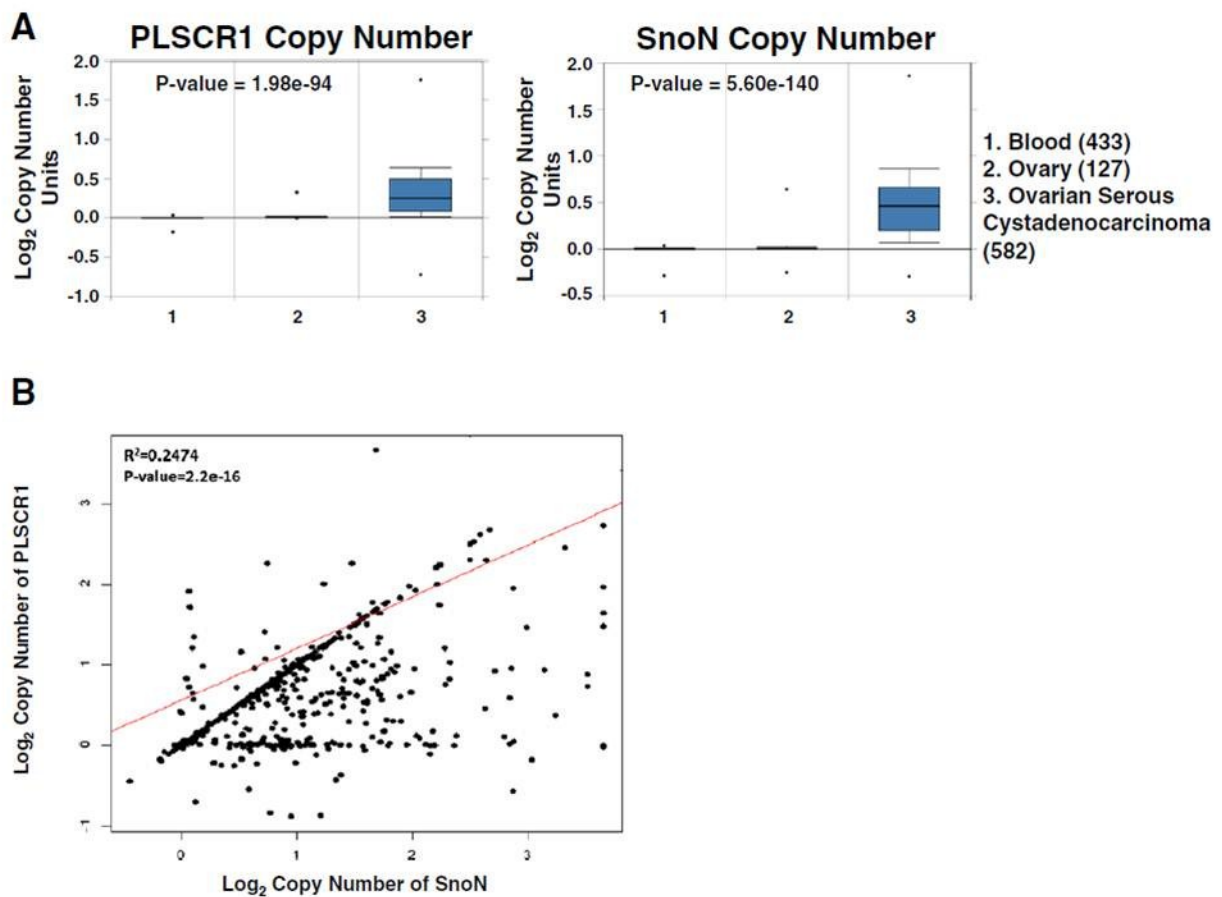 A
PLSCR1 Copy Number
Log2 Copy Number
Units
2.0
1.5
1.0
0.5
0.0
-0.5
-1.0
P-value = 1.98e-94
1 2 3
SnoN Copy Number
Log2 Copy Number
Units
2.0
1.5
1.0
0.5
0.0
-0.5
P-value = 5.60e-140
1 2 3
1. Blood (433)
2. Ovary (127)
3. Ovarian Serous
Cystadenocarcinoma
(582)
B
R²=0.2474
P-value=2.2e-16
Log2 Copy Number of PLSCR1
3
2
1
0
-1
0 1 2 3
Log2 Copy Number of SnoN